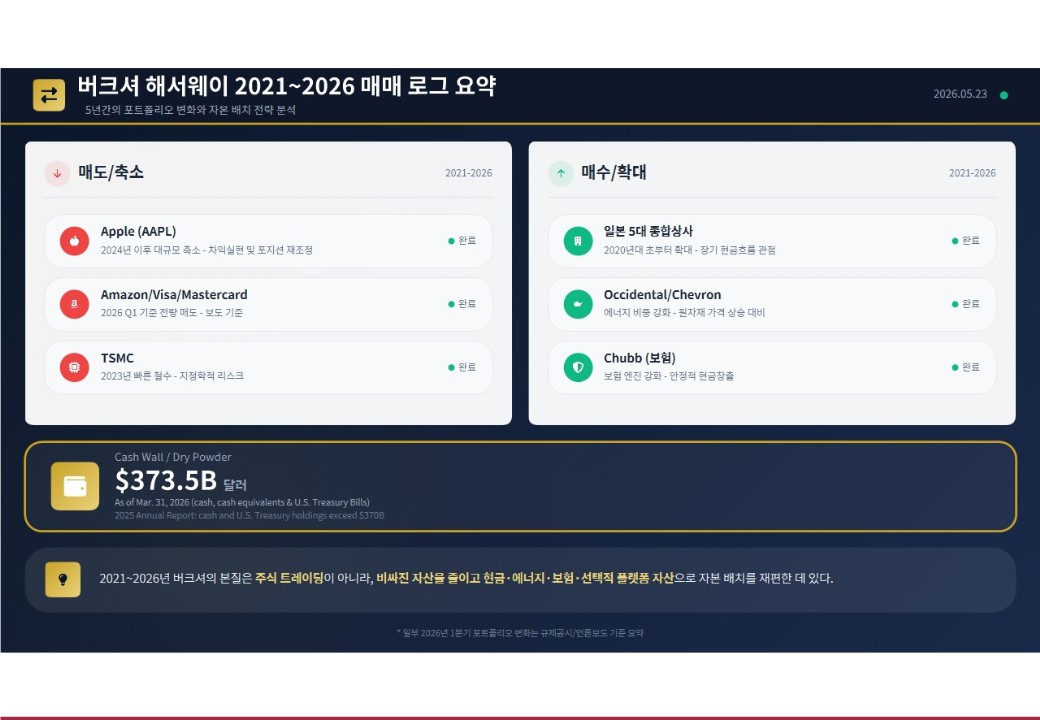 버크셔 해서웨이 2021~2026 매매 로그 요약
5년간의 포트폴리오 변화와 자본 배치 전략 분석
2026.05.23
매도/축소
2021-2026
Apple (AAPL)
2024년 이후 대규모 축소 - 차익실현 및 포지션 재조정
완료
Amazon/Visa/Mastercard
2026 Q1 기준 전량 매도 - 보도 기준
완료
TSMC
2023년 빠른 철수 - 지정학적 리스크
완료
매수/확대
2021-2026
일본 5대 종합상사
2020년대 초부터 확대 - 장기 현금흐름 관점
완료
Occidental/Chevron
에너지 비중 강화 - 원자재 가격 상승 대비
완료
Chubb (보험)
보험 엔진 강화 - 안정적 현금창출
완료
Cash Wall / Dry Powder
$373.5B 달러
As of Mar. 31, 2026 (cash, cash equivalents & U.S. Treasury Bills)
2025 Annual Report: cash and U.S. Treasury holdings exceed $370B
2021~2026년 버크셔의 본질은 주식 트레이딩이 아니라, 비싸진 자산을 줄이고 현금·에너지·보험·선택적 플랫폼 자산으로 자본 배치를 재편한 데 있다.
* 일부 2026년 1분기 포트폴리오 변화는 규제공시/언론보도 기준 요약